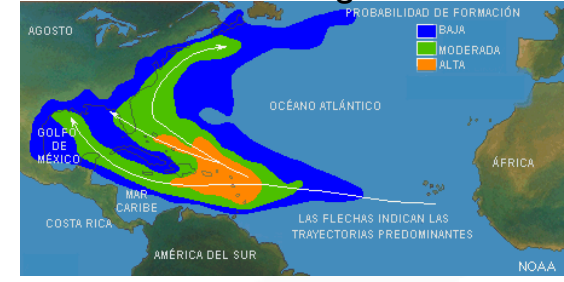 PROBABILIDAD DE FORMACIÓN
AGOSTO
BAJA
MODERADA
ALTA
OCÉANO ATLÁNTICO
GOLFO
DE
MÉXICO
ÁFRICA
MAR
CARIBE
COSTA RICA
LAS FLECHAS INDICAN LAS
TRAYECTORIAS PREDOMINANTES
AMÉRICA DEL SUR
NOAA